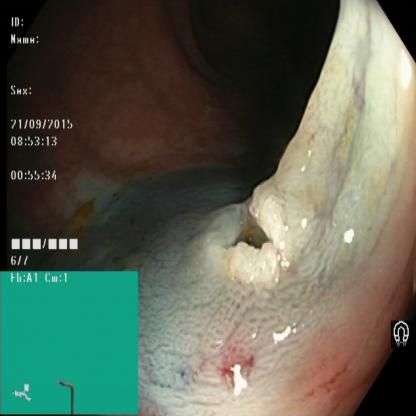 ID:
Name:
Sex:
21/09/2015
08:53:13
00:55:34
■■■/■■■
6/7
Eh:A1 Cm:1